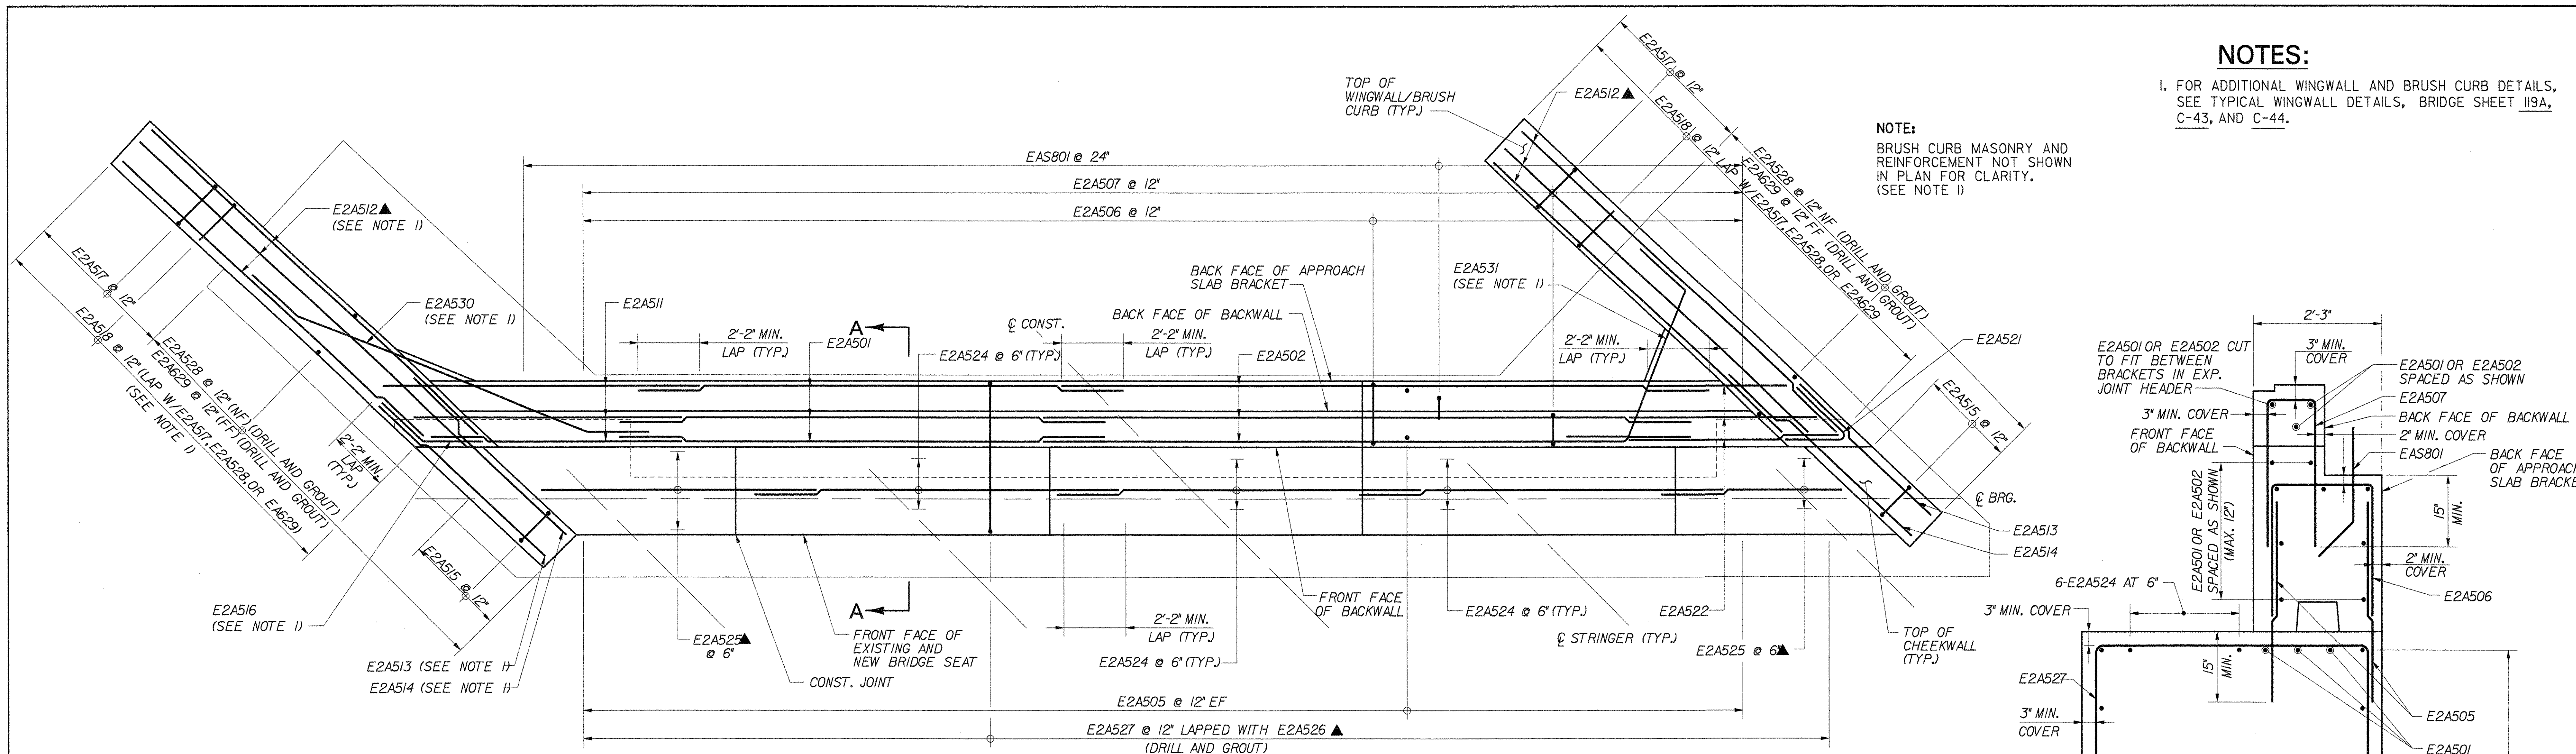 NOTES:
1. FOR ADDITIONAL WINGWALL AND BRUSH CURB DETAILS,
SEE TYPICAL WINGWALL DETAILS, BRIDGE SHEET 119A,
C-43, AND C-44.
NOTE:
BRUSH CURB MASONRY AND
REINFORCEMENT NOT SHOWN
IN PLAN FOR CLARITY.
(SEE NOTE 1)
TOP OF
WINGWALL/BRUSH
CURB (TYP.)
E2A512▲
E2A517 @ 12"
E2A518 @ 12" LAP W/E2A517,E2A528,OR E2A629
E2A528 @ 12" NF (DRILL AND GROUT)
E2A629 @ 12" FF (DRILL AND GROUT)
EAS801 @ 24"
E2A507 @ 12"
E2A506 @ 12"
E2A512▲
(SEE NOTE 1)
E2A517 @ 12"
E2A518 @ 12" (LAP W/E2A517,E2A528,OR EA629)
(SEE NOTE 1)
E2A528 @ 12" (NF) (DRILL AND GROUT)
E2A629 @ 12" (FF) (DRILL AND GROUT)
E2A530
(SEE NOTE 1)
E2A511
2'-2" MIN.
LAP (TYP.)
E2A501
A
E2A524 @ 6" (TYP.)
℄ CONST.
BACK FACE OF APPROACH
SLAB BRACKET
BACK FACE OF BACKWALL
2'-2" MIN.
LAP (TYP.)
E2A502
E2A531
(SEE NOTE 1)
2'-2" MIN.
LAP (TYP.)
E2A521
E2A515 @ 12"
2'-2" MIN.
LAP
(TYP.)
℄ BRG.
E2A513
E2A514
E2A515 @ 12"
E2A516
(SEE NOTE 1)
E2A513 (SEE NOTE 1)
E2A514 (SEE NOTE 1)
E2A525▲
@ 6"
A
FRONT FACE OF
EXISTING AND
NEW BRIDGE SEAT
CONST. JOINT
2'-2" MIN.
LAP (TYP.)
E2A524 @ 6" (TYP.)
FRONT FACE
OF BACKWALL
E2A524 @ 6" (TYP.)
℄ STRINGER (TYP.)
E2A522
E2A525 @ 6"▲
TOP OF
CHEEKWALL
(TYP.)
E2A505 @ 12" EF
E2A527 @ 12" LAPPED WITH E2A526 ▲
(DRILL AND GROUT)
2'-3"
3" MIN.
COVER
E2A501 OR E2A502 CUT
TO FIT BETWEEN
BRACKETS IN EXP.
JOINT HEADER
E2A501 OR E2A502
SPACED AS SHOWN
E2A507
3" MIN. COVER
BACK FACE OF BACKWALL
FRONT FACE
OF BACKWALL
2" MIN. COVER
EAS801
BACK FACE
OF APPROACH
SLAB BRACKE
E2A501 OR E2A502
SPACED AS SHOWN
(MAX. 12")
15"
MIN.
2" MIN.
COVER
6-E2A524 AT 6"
E2A506
3" MIN. COVER
15"
MIN.
E2A527
3" MIN.
COVER
E2A505
E2A501